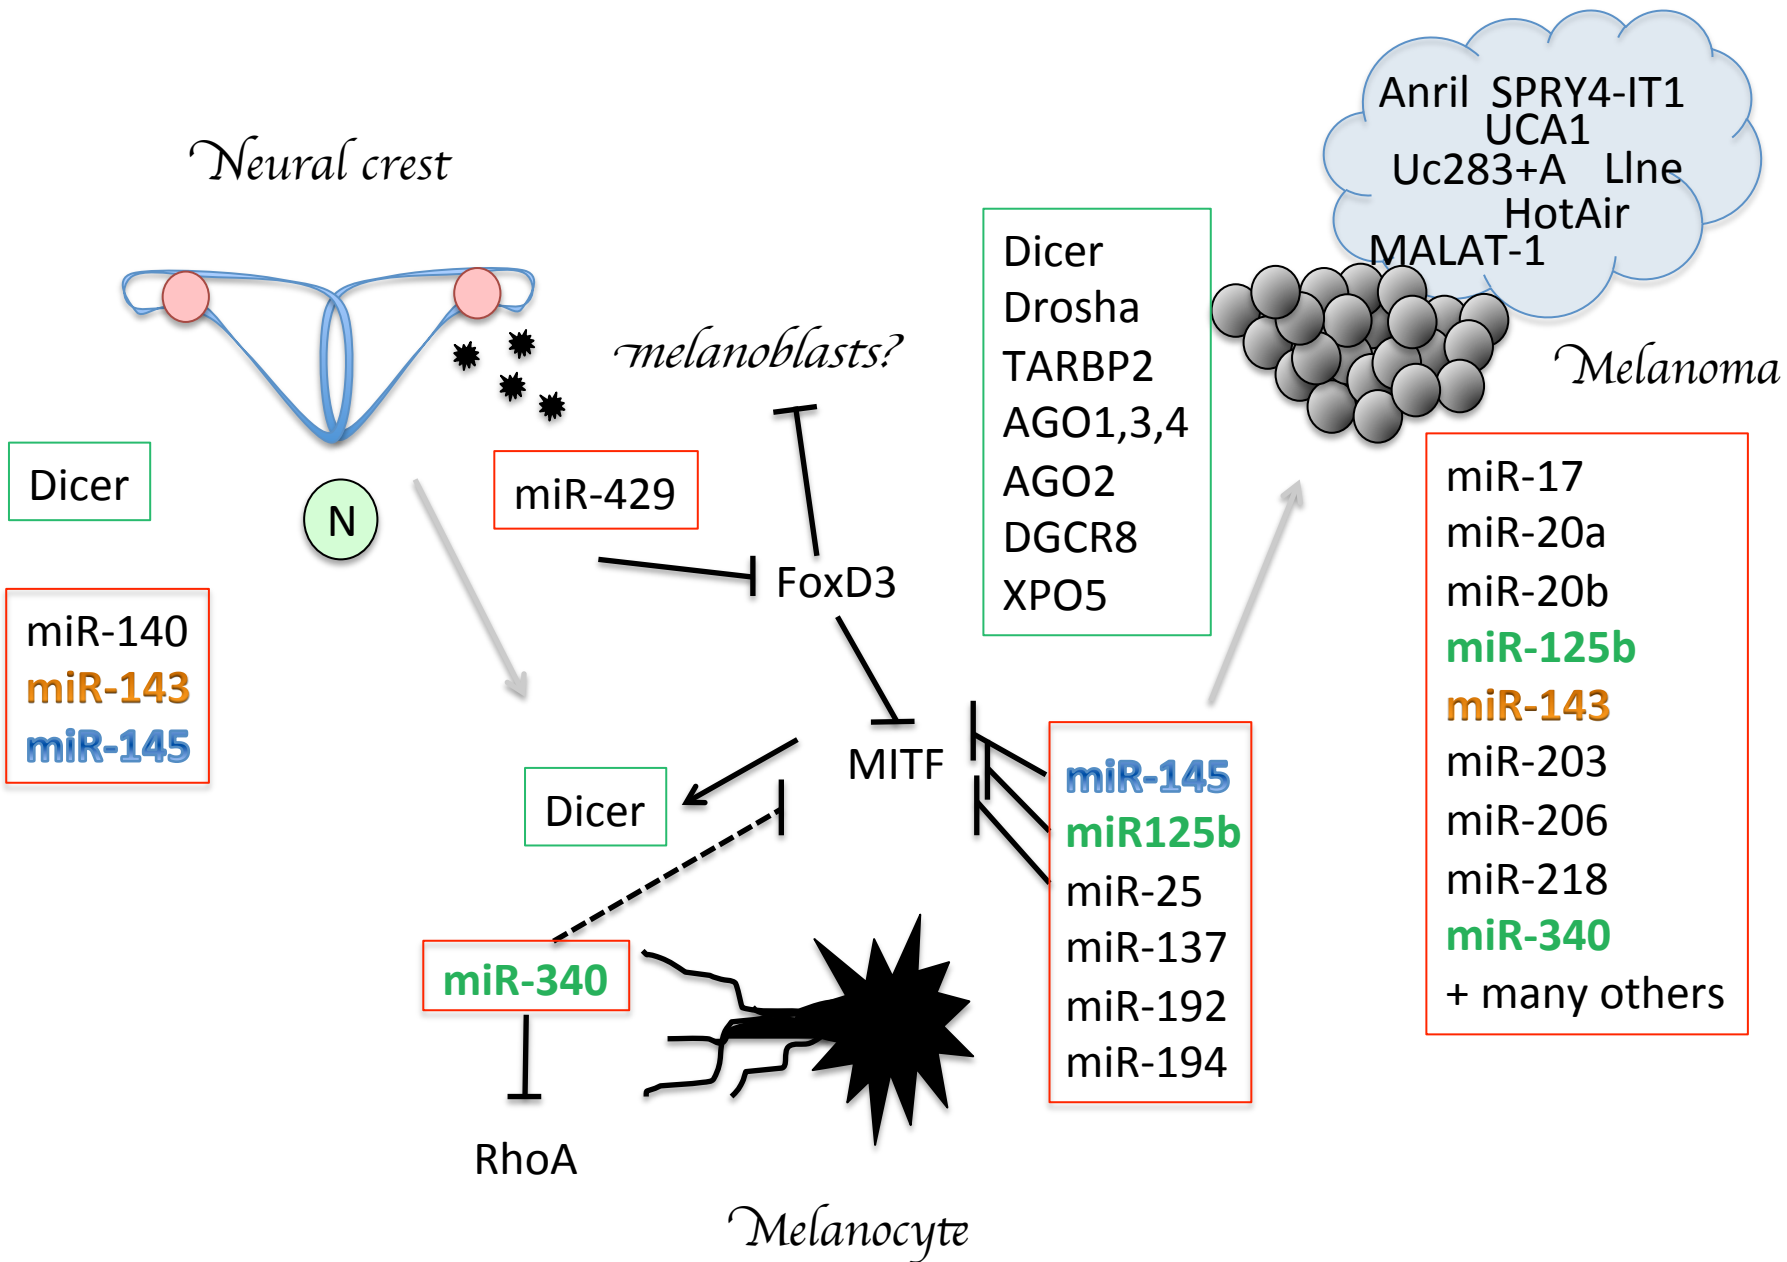 Neural crest
Dicer
N
miR-140
miR-143
miR-145
miR-429
melanoblasts?
FoxD3
MITF
Dicer
miR-340
RhoA
Melanocyte
miR-145
miR125b
miR-25
miR-137
miR-192
miR-194
Dicer
Drosha
TARBP2
AGO1,3,4
AGO2
DGCR8
XPO5
Anril SPRY4-IT1
UCA1
Uc283+A Llne
HotAir
MALAT-1
Melanoma
miR-17
miR-20a
miR-20b
miR-125b
miR-143
miR-203
miR-206
miR-218
miR-340
+ many others